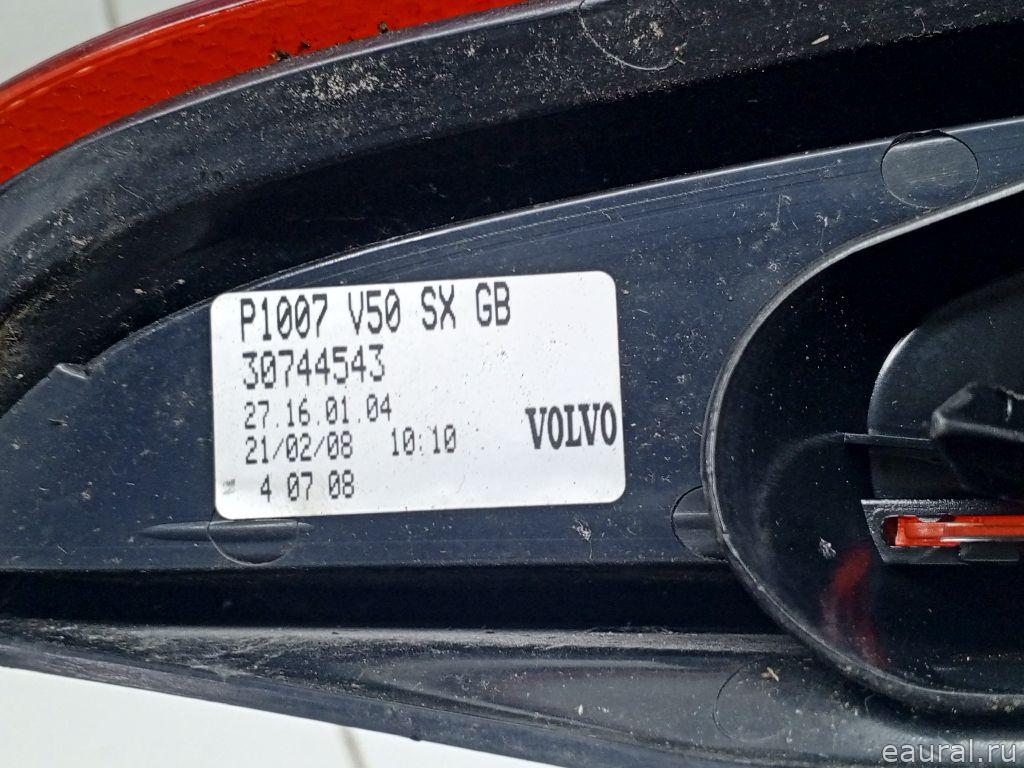 P1007 V50 SX GB
30744543
27.16.01.04
21/02/08 10:10
VOLVO
4 07 08
eaural.ru